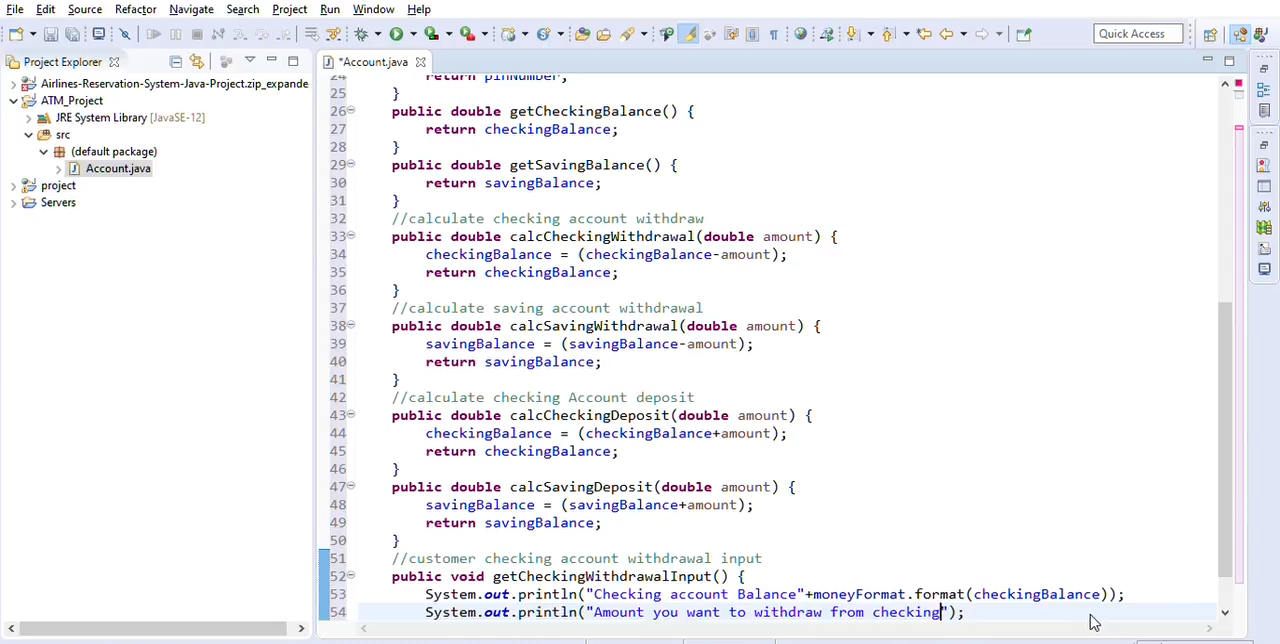 File Edit Source Refactor Navigate Search Project Run Window Help
Quick Access
Project Explorer
*Account.java
Airlines-Reservation-System-Java-Project.zip_expande
ATM_Project
JRE System Library [JavaSE-12]
src
(default package)
Account.java
project
Servers
24 return pinNumber;
25 }
26 public double getCheckingBalance() {
27 return checkingBalance;
28 }
29 public double getSavingBalance() {
30 return savingBalance;
31 }
32 //calculate checking account withdraw
33 public double calcCheckingWithdrawal(double amount) {
34 checkingBalance = (checkingBalance-amount);
35 return checkingBalance;
36 }
37 //calculate saving account withdrawal
38 public double calcSavingWithdrawal(double amount) {
39 savingBalance = (savingBalance-amount);
40 return savingBalance;
41 }
42 //calculate checking Account deposit
43 public double calcCheckingDeposit(double amount) {
44 checkingBalance = (checkingBalance+amount);
45 return checkingBalance;
46 }
47 public double calcSavingDeposit(double amount) {
48 savingBalance = (savingBalance+amount);
49 return savingBalance;
50 }
51 //customer checking account withdrawal input
52 public void getCheckingWithdrawalInput() {
53 System.out.println("Checking account Balance"+moneyFormat.format(checkingBalance));
54 System.out.println("Amount you want to withdraw from checking");